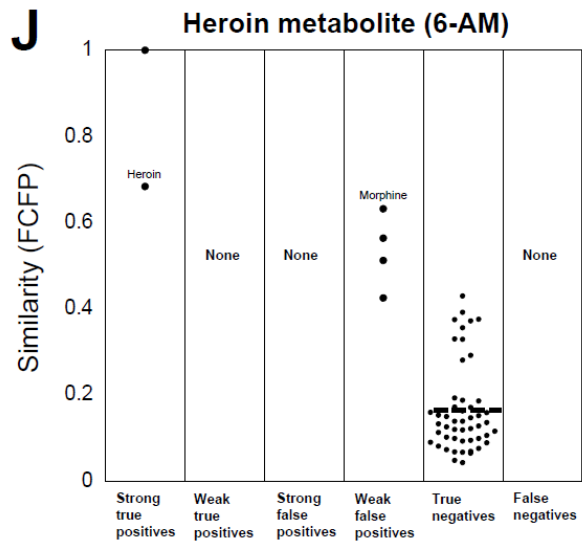 J
Heroin metabolite (6-AM)
Similarity (FCFP)
1
0.8
0.6
0.4
0.2
0
Heroin
Morphine
None
None
None
Strong
true
positives
Weak
true
positives
Strong
false
positives
Weak
false
positives
True
negatives
False
negatives